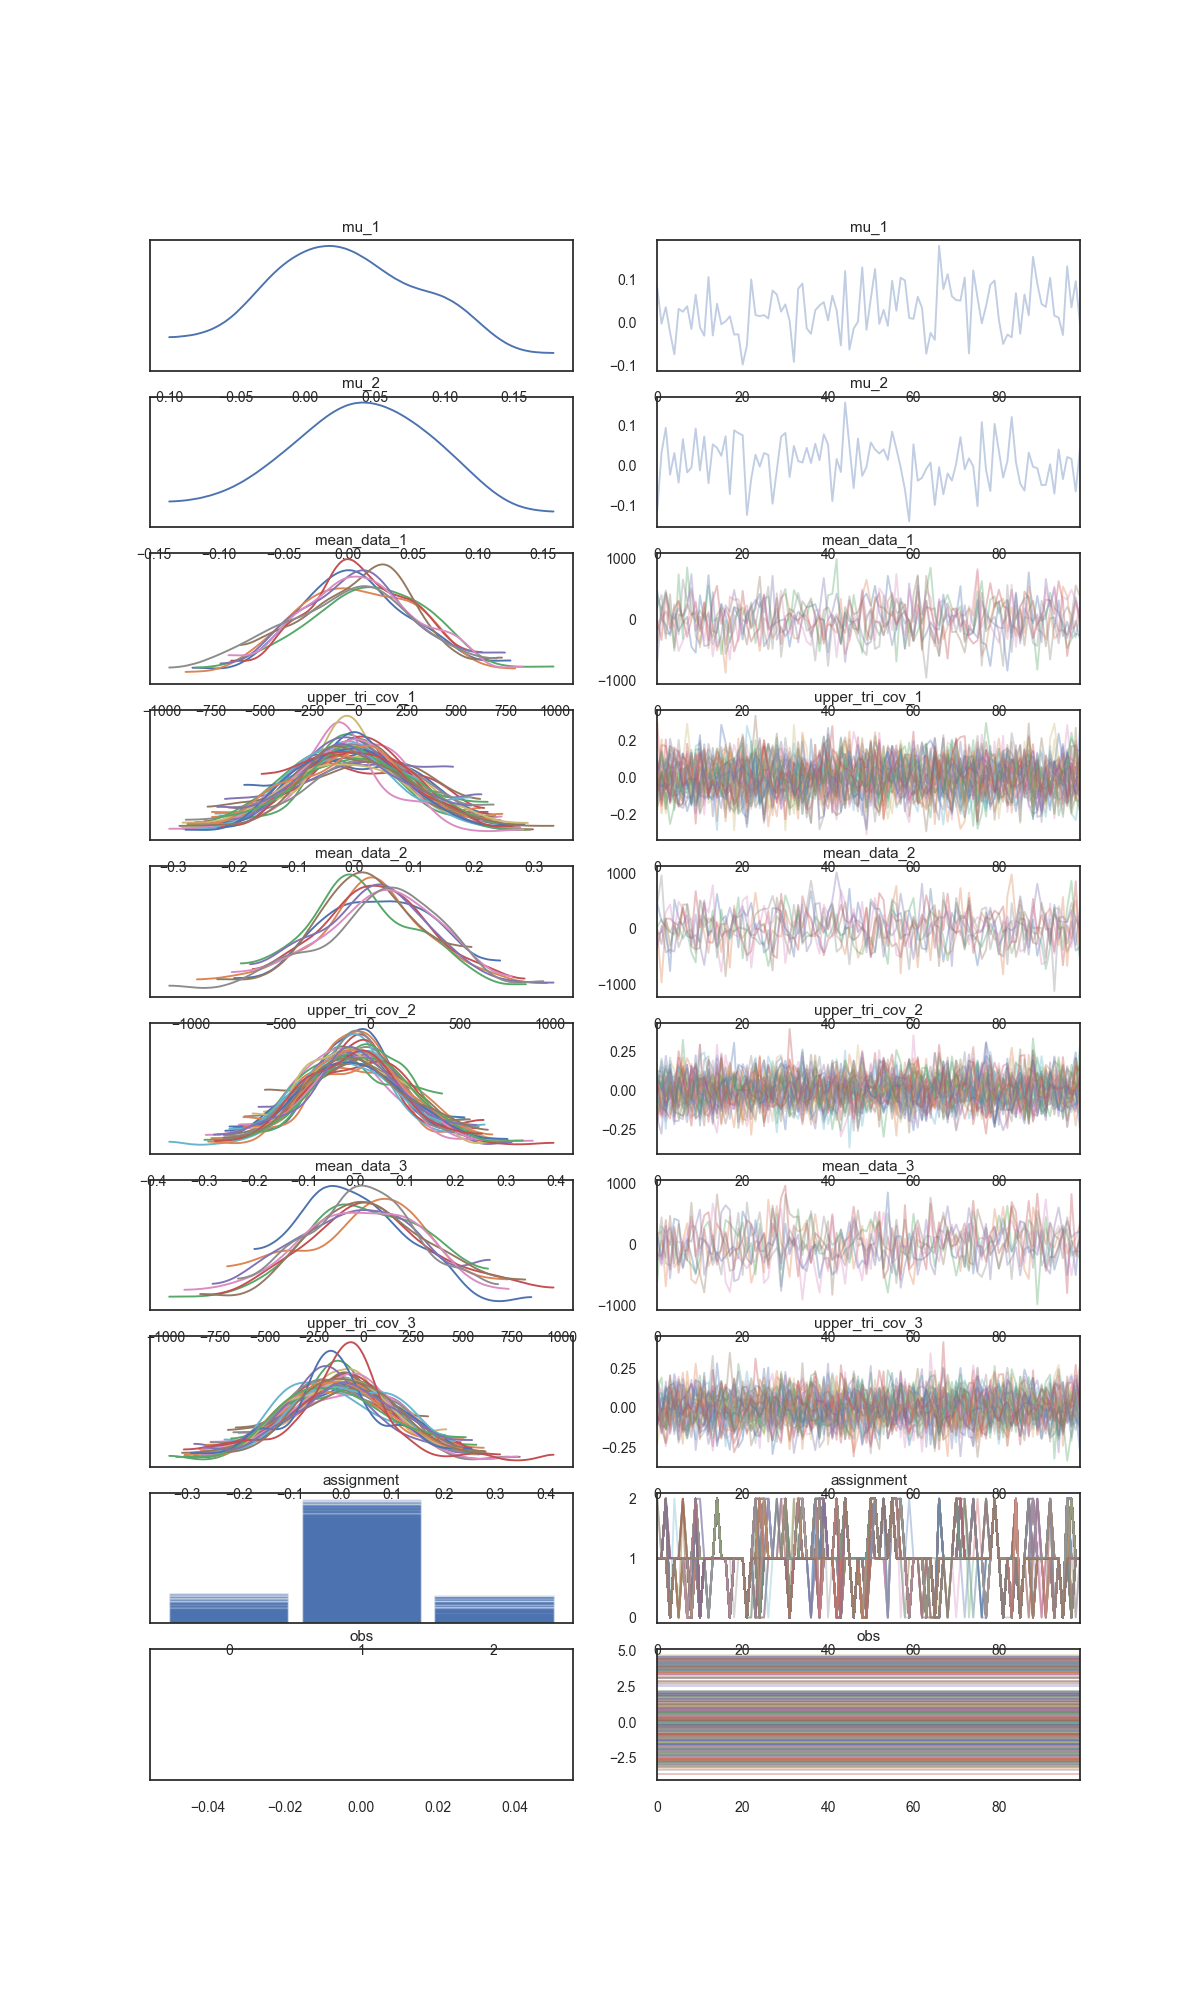 mu_1 mu_1
0.1
0.0
−0.1
−0.10 −0.05 0.00 0.05 0.10 0.15 0 20 40 60 80
mu_2 mu_2
0.1
0.0
−0.1
−0.15 −0.10 −0.05 0.00 0.05 0.10 0.15 0 20 40 60 80
mean_data_1 mean_data_1
1000
0
−1000
−1000 −750 −500 −250 0 250 500 750 1000 0 20 40 60 80
upper_tri_cov_1 upper_tri_cov_1
0.2
0.0
−0.2
−0.3 −0.2 −0.1 0.0 0.1 0.2 0.3 0 20 40 60 80
mean_data_2 mean_data_2
1000
0
−1000
−1000 −500 0 500 1000 0 20 40 60 80
upper_tri_cov_2 upper_tri_cov_2
0.25
0.00
−0.25
−0.4 −0.3 −0.2 −0.1 0.0 0.1 0.2 0.3 0.4 0 20 40 60 80
mean_data_3 mean_data_3
1000
0
−1000
−1000 −750 −500 −250 0 250 500 750 1000 0 20 40 60 80
upper_tri_cov_3 upper_tri_cov_3
0.25
0.00
−0.25
−0.3 −0.2 −0.1 0.0 0.1 0.2 0.3 0.4 0 20 40 60 80
assignment assignment
2
1
0
0 1 2 0 20 40 60 80
obs obs
5.0
2.5
0.0
−2.5
−0.04 −0.02 0.00 0.02 0.04 0 20 40 60 80